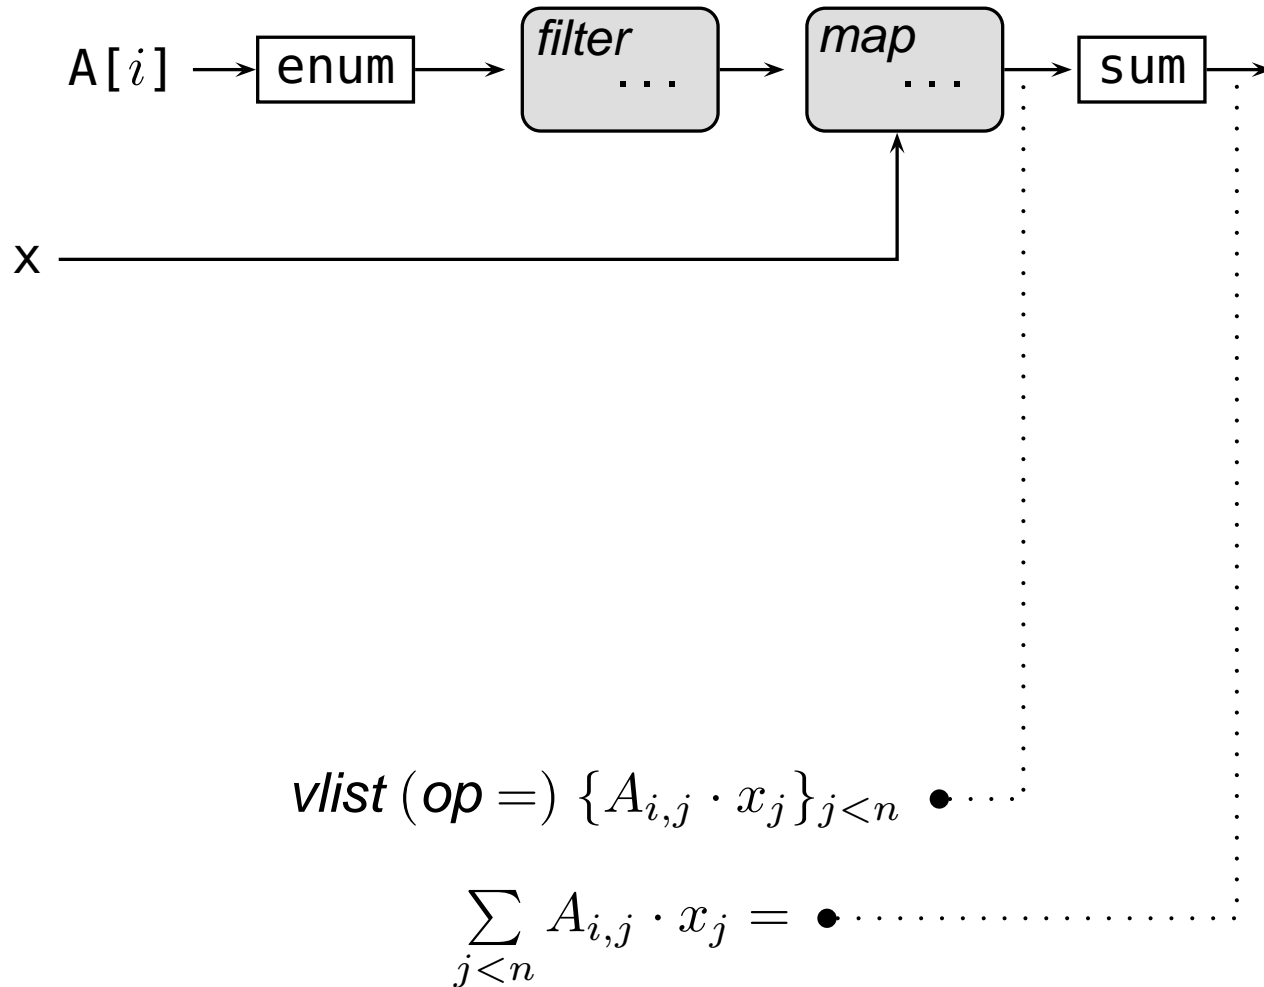 A[i] enum filter map sum
... ...
x
vlist (op =) {A_{i,j} · x_j}_{j<n}
∑_{j<n} A_{i,j} · x_j =